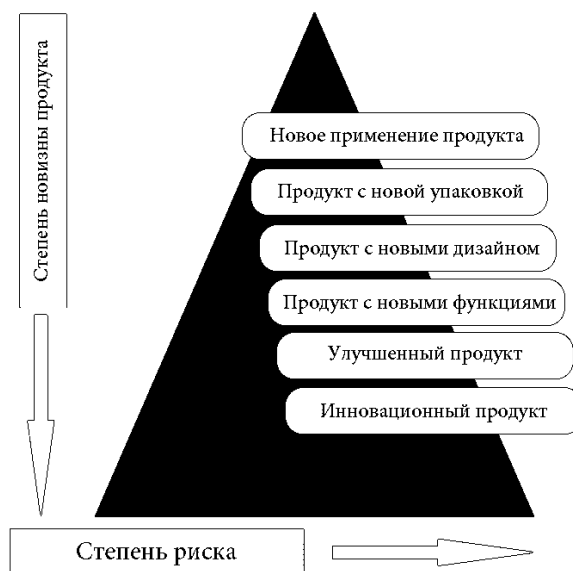 Степень новизны продукта
Новое применение продукта
Продукт с новой упаковкой
Продукт с новыми дизайном
Продукт с новыми функциями
Улучшенный продукт
Инновационный продукт
Степень риска